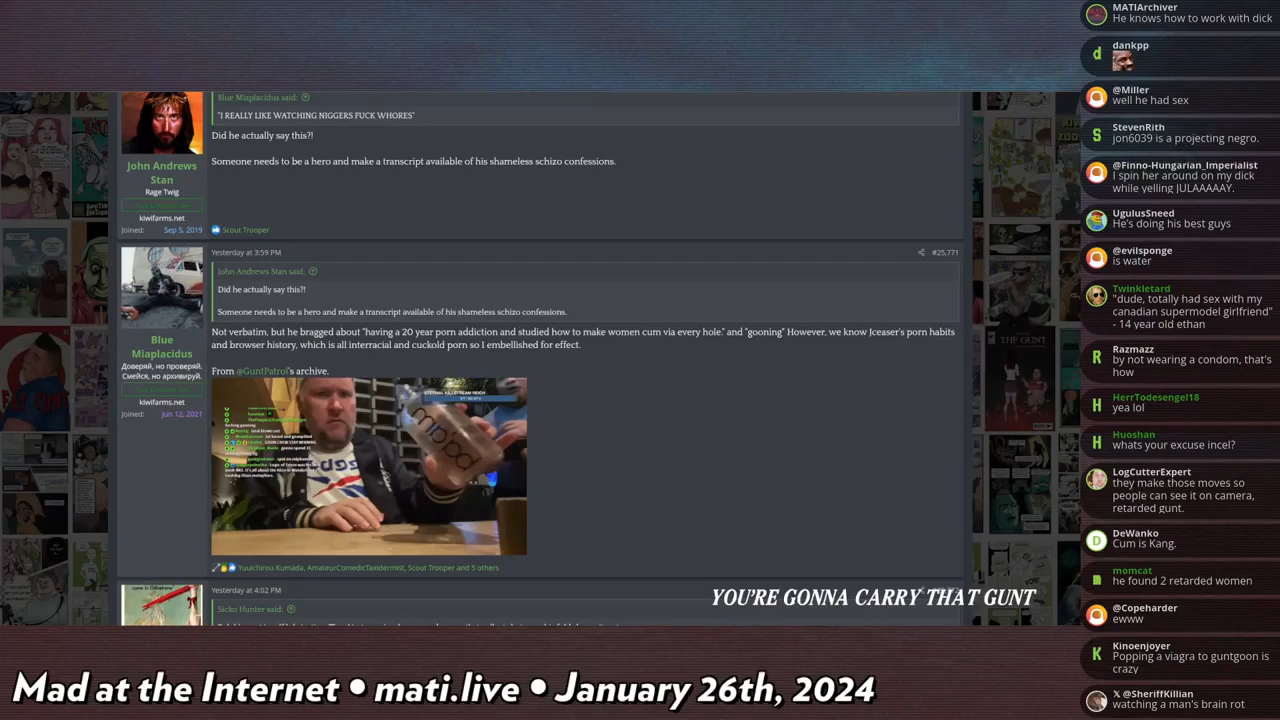 Blue Miaplacidus said:
"I REALLY LIKE WATCHING NIGGERS FUCK WHORES"
Did he actually say this?!
Someone needs to be a hero and make a transcript available of his shameless schizo confessions.
John Andrews
Stan
Rage Twig
kiwifarms.net
Joined: Sep 5, 2019
Scout Trooper
Yesterday at 3:59 PM
#25,771
John Andrews Stan said:
Did he actually say this?!
Someone needs to be a hero and make a transcript available of his shameless schizo confessions.
Not verbatim, but he bragged about "having a 20 year porn addiction and studied how to make women cum via every hole." and "gooning" However, we know Jceaser's porn habits
and browser history, which is all interracial and cuckold porn so I embellished for effect.
From @GuntPatrol's archive.
Blue
Miaplacidus
Доверяй, но проверяй.
Смейся, но архивируй.
kiwifarms.net
Joined: Jun 12, 2021
Yuuichirou Kumada, AmateurComedicTaxidermist, Scout Trooper and 5 others
Yesterday at 4:02 PM
Sicko Hunter said:
THE GUNT
YOU'RE GONNA CARRY THAT GUNT
Mad at the Internet • mati.live • January 26th, 2024
MATIArchiver
He knows how to work with dick
dankpp
@Miller
well he had sex
StevenRith
jon6039 is a projecting negro.
@Finno-Hungarian_Imperialist
I spin her around on my dick
while yelling JULAAAAAY.
UgulusSneed
He's doing his best guys
@evilsponge
is water
Twinkletard
"dude, totally had sex with my
canadian supermodel girlfriend"
- 14 year old ethan
Razmazz
by not wearing a condom, that's
how
HerrTodesengel18
yea lol
Huoshan
whats your excuse incel?
LogCutterExpert
they make those moves so
people can see it on camera,
retarded gunt.
DeWanko
Cum is Kang.
momcat
he found 2 retarded women
@Copeharder
ewww
Kinoenjoyer
Popping a viagra to guntgoon is
crazy
@SheriffKillian
watching a man's brain rot